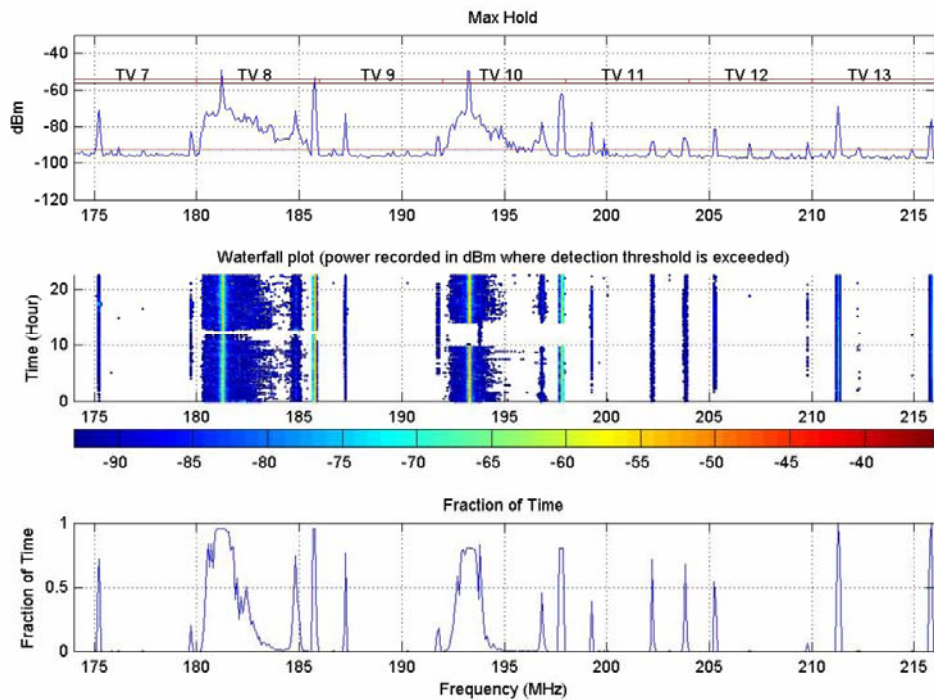 Max Hold
-40
-60
-80
-100
-120
dBm
TV 7 TV 8 TV 9 TV 10 TV 11 TV 12 TV 13
175 180 185 190 195 200 205 210 215
Waterfall plot (power recorded in dBm where detection threshold is exceeded)
20
10
0
Time (Hour)
175 180 185 190 195 200 205 210 215
-90 -85 -80 -75 -70 -65 -60 -55 -50 -45 -40
Fraction of Time
1
0.5
0
Fraction of Time
175 180 185 190 195 200 205 210 215
Frequency (MHz)